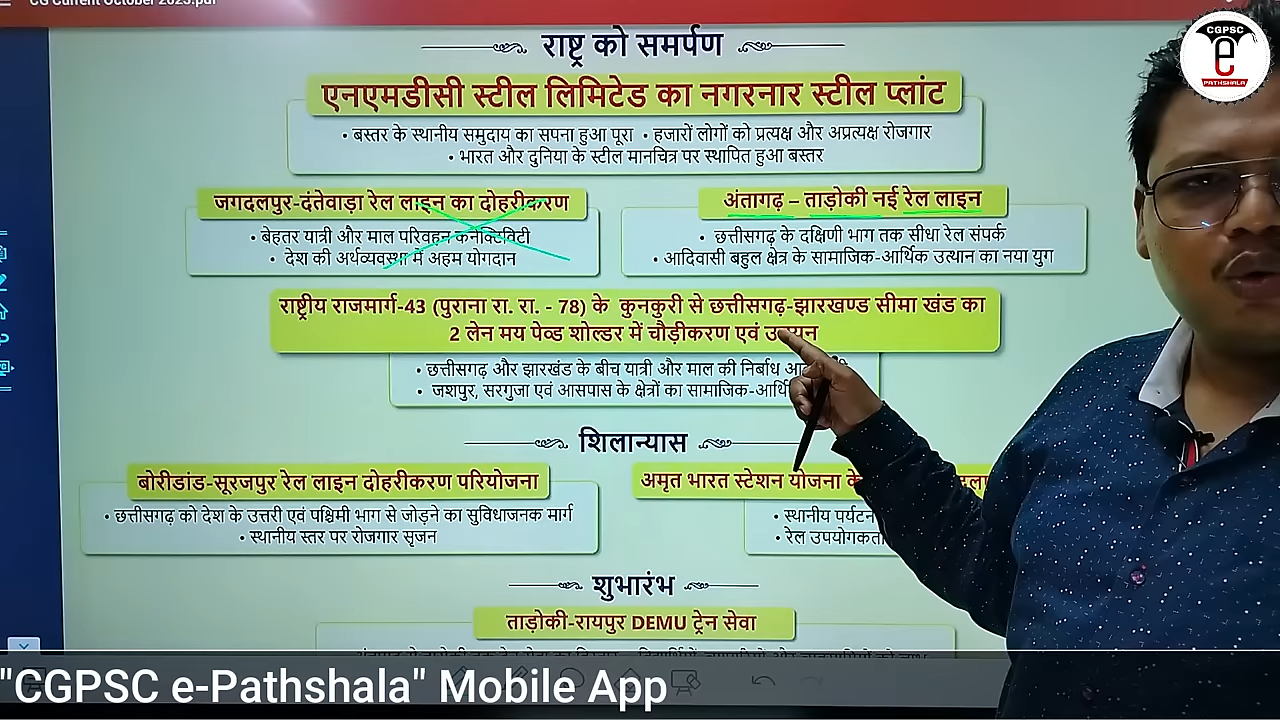 CG Current October 2023.pdf
CGPSC
e
PATHSHALA
राष्ट्र को समर्पण
एनएमडीसी स्टील लिमिटेड का नगरनार स्टील प्लांट
• बस्तर के स्थानीय समुदाय का सपना हुआ पूरा • हजारों लोगों को प्रत्यक्ष और अप्रत्यक्ष रोजगार
• भारत और दुनिया के स्टील मानचित्र पर स्थापित हुआ बस्तर
जगदलपुर-दंतेवाड़ा रेल लाइन का दोहरीकरण
• बेहतर यात्री और माल परिवहन कनेक्टिविटी
• देश की अर्थव्यवस्था में अहम योगदान
अंतागढ़ – ताड़ोकी नई रेल लाइन
• छत्तीसगढ़ के दक्षिणी भाग तक सीधा रेल संपर्क
• आदिवासी बहुल क्षेत्र के सामाजिक-आर्थिक उत्थान का नया युग
राष्ट्रीय राजमार्ग-43 (पुराना रा. रा. - 78) के कुनकुरी से छत्तीसगढ़-झारखण्ड सीमा खंड का
2 लेन मय पेव्ड शोल्डर में चौड़ीकरण एवं
• छत्तीसगढ़ और झारखंड के बीच यात्री और माल की निर्बाध
• जशपुर, सरगुजा एवं आसपास के क्षेत्रों का
शिलान्यास
बोरीडांड-सूरजपुर रेल लाइन दोहरीकरण परियोजना
• छत्तीसगढ़ को देश के उत्तरी एवं पश्चिमी भाग से जोड़ने का सुविधाजनक मार्ग
• स्थानीय स्तर पर रोजगार सृजन
अमृत भारत स्टेशन योजना
• स्थानीय पर्यटन
• रेल
शुभारंभ
ताड़ोकी-रायपुर DEMU ट्रेन सेवा
"CGPSC e-Pathshala" Mobile App